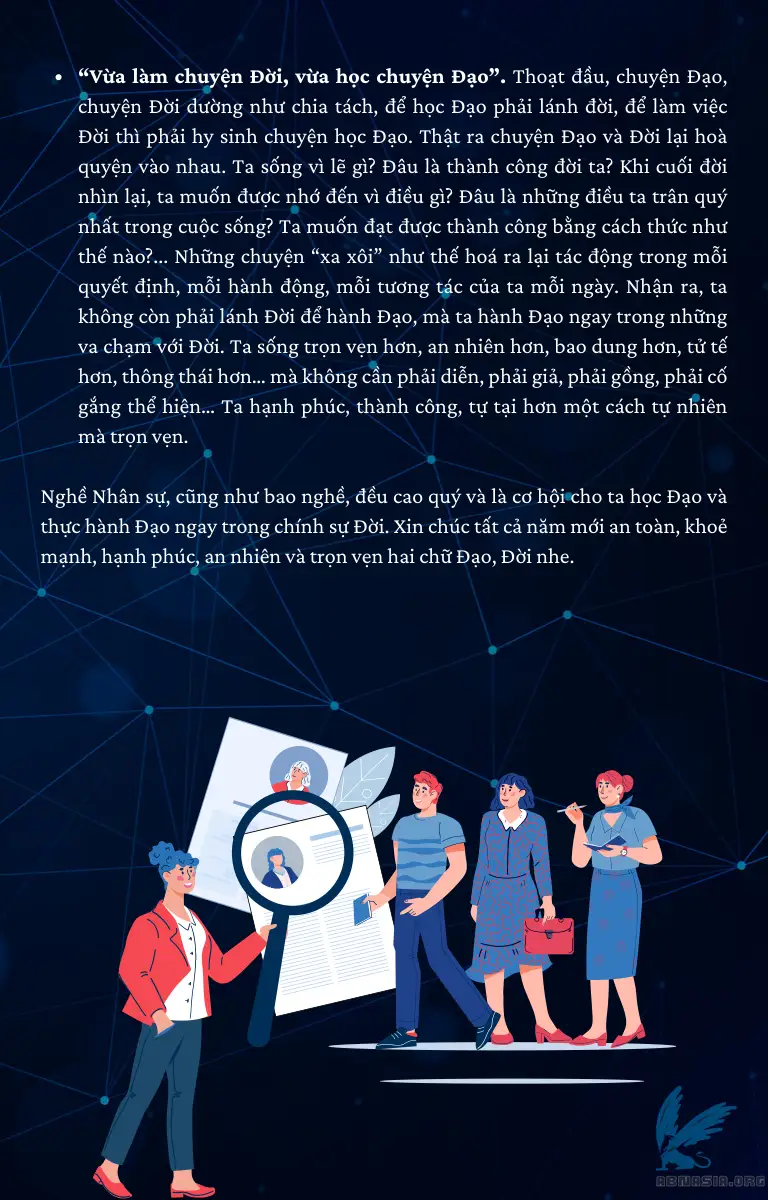 • “Vừa làm chuyện Đời, vừa học chuyện Đạo”. Thoạt đầu, chuyện Đạo,
chuyện Đời dường như chia tách, để học Đạo phải lánh đời, để làm việc
Đời thì phải hy sinh chuyện học Đạo. Thật ra chuyện Đạo và Đời lại hoà
quyện vào nhau. Ta sống vì lẽ gì? Đâu là thành công đời ta? Khi cuối đời
nhìn lại, ta muốn được nhớ đến vì điều gì? Đâu là những điều ta trân quý
nhất trong cuộc sống? Ta muốn đạt được thành công bằng cách thức như
thế nào?... Những chuyện “xa xôi” như thế hoá ra lại tác động trong mỗi
quyết định, mỗi hành động, mỗi tương tác của ta mỗi ngày. Nhận ra, ta
không còn phải lánh Đời để hành Đạo, mà ta hành Đạo ngay trong những
va chạm với Đời. Ta sống trọn vẹn hơn, an nhiên hơn, bao dung hơn, tử tế
hơn, thông thái hơn... mà không cần phải diễn, phải giả, phải gồng, phải cố
gắng thể hiện... Ta hạnh phúc, thành công, tự tại hơn một cách tự nhiên
mà trọn vẹn.
Nghề Nhân sự, cũng như bao nghề, đều cao quý và là cơ hội cho ta học Đạo và
thực hành Đạo ngay trong chính sự Đời. Xin chúc tất cả năm mới an toàn, khoẻ
mạnh, hạnh phúc, an nhiên và trọn vẹn hai chữ Đạo, Đời nhe.
ABNASIA.ORG